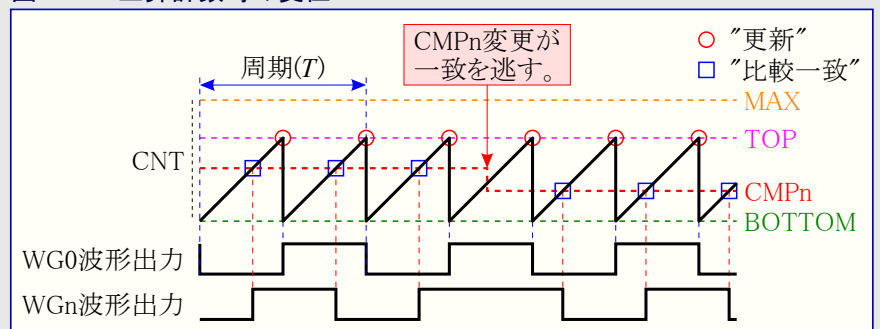 CMPn変更が
一致を逃す。
"更新"
"比較一致"
周期(T)
MAX
TOP
CNT
CMPn
BOTTOM
WG0波形出力
WGn波形出力